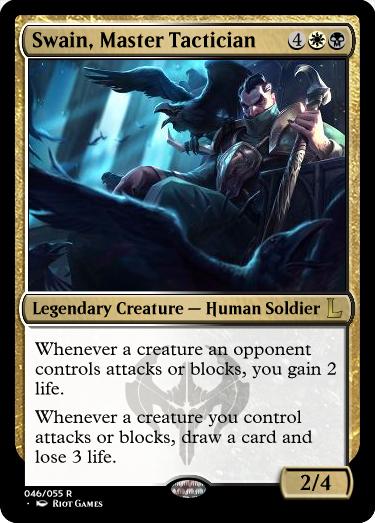 Swain, Master Tactician 4
Legendary Creature — Human Soldier L
Whenever a creature an opponent
controls attacks or blocks, you gain 2
life.
Whenever a creature you control
attacks or blocks, draw a card and
lose 3 life.
2/4
046/055 R
· Riot Games